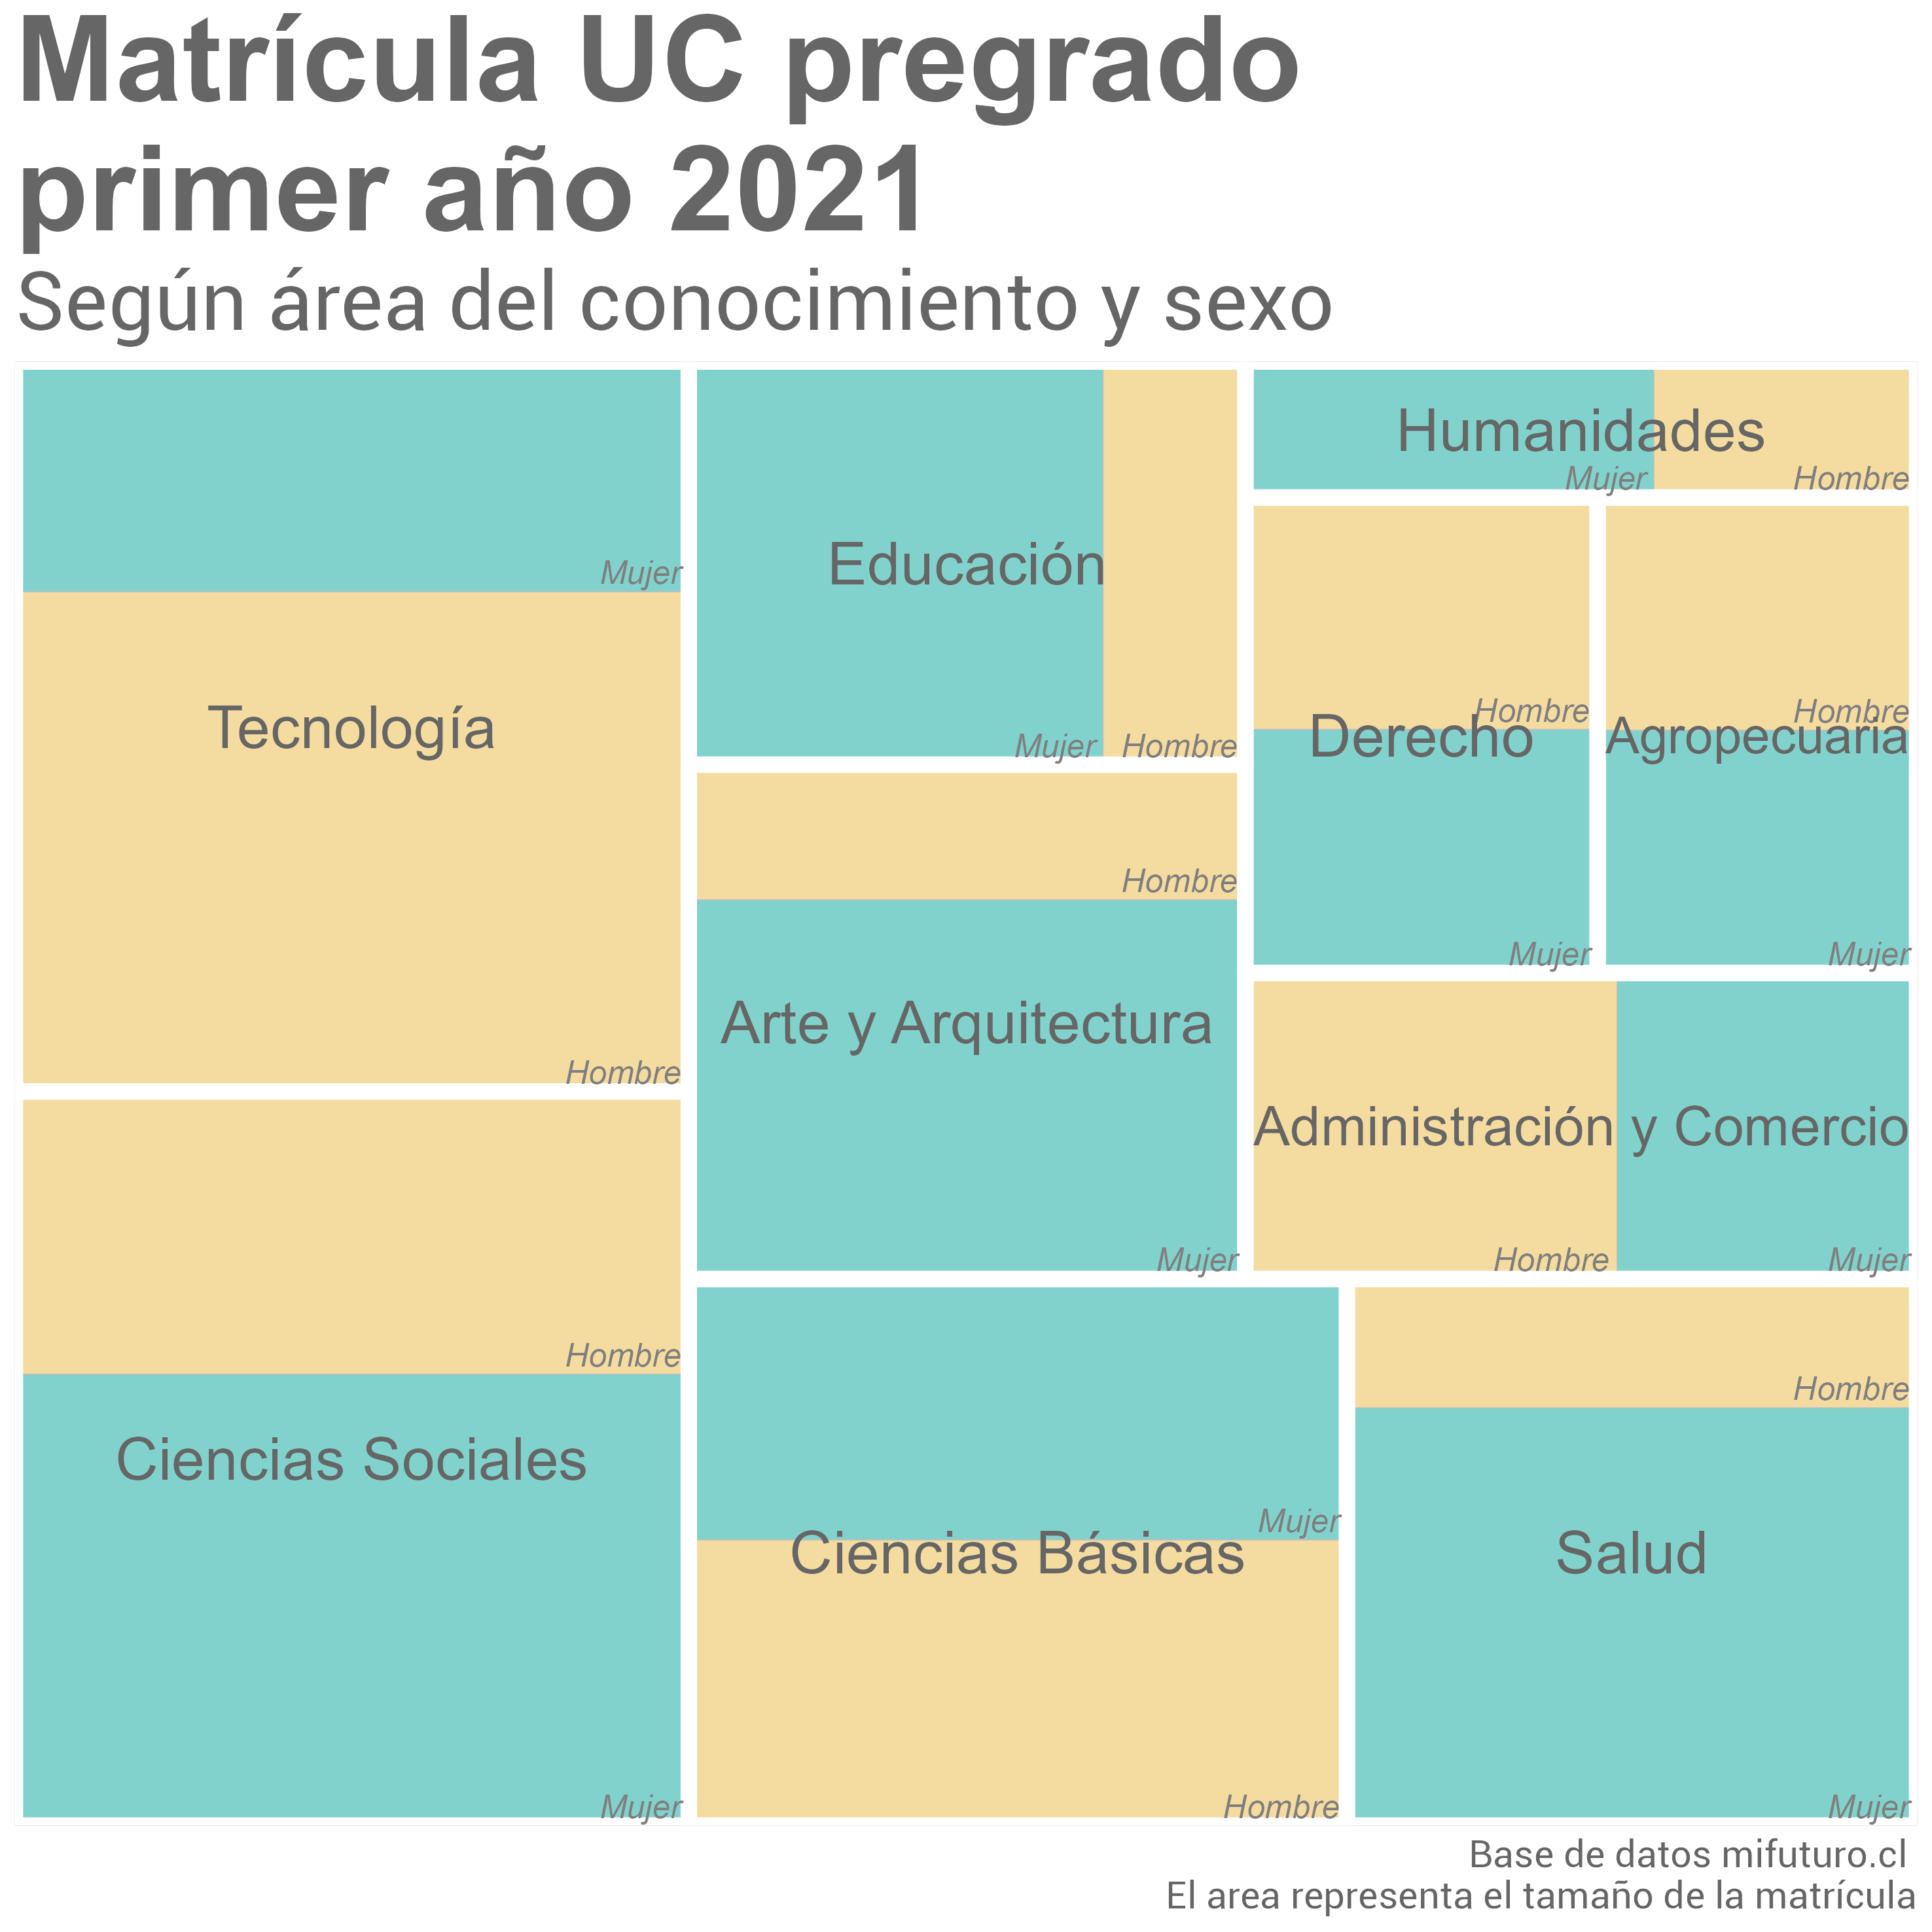 Matrícula UC pregrado
primer año 2021
Según área del conocimiento y sexo
Mujer
Tecnología
Hombre
Hombre
Ciencias Sociales
Mujer
Educación
Mujer
Hombre
Hombre
Arte y Arquitectura
Mujer
Humanidades
Mujer
Hombre
Hombre
Derecho
Mujer
Hombre
Agropecuaria
Mujer
Administración y Comercio
Hombre
Mujer
Mujer
Ciencias Básicas
Hombre
Hombre
Salud
Mujer
Base de datos mifuturo.cl
El area representa el tamaño de la matrícula